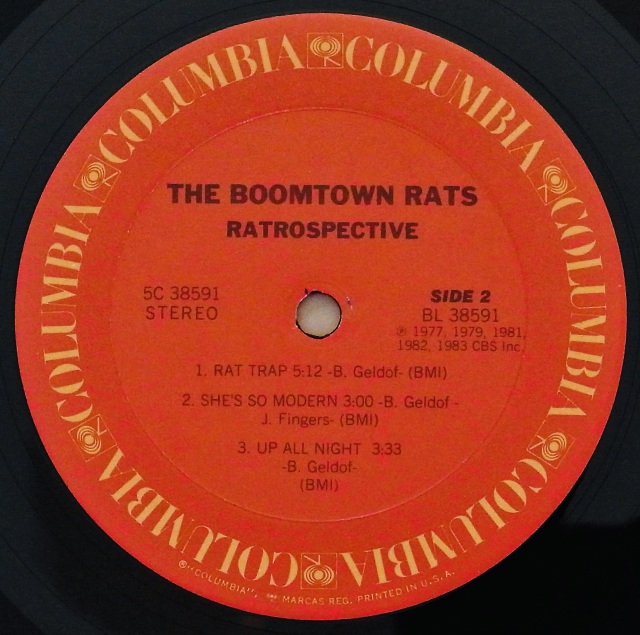 COLUMBIA COLUMBIA COLUMBIA COLUMBIA COLUMBIA COLUMBIA COLUMBIA
THE BOOMTOWN RATS
RATROSPECTIVE
5C 38591
STEREO
SIDE 2
BL 38591
℗ 1977, 1979, 1981,
1982, 1983 CBS Inc.
1. RAT TRAP 5:12 -B. Geldof- (BMI)
2. SHE'S SO MODERN 3:00 -B. Geldof -
J. Fingers- (BMI)
3. UP ALL NIGHT 3:33
-B. Geldof-
(BMI)
®"COLUMBIA", MARCAS REG. PRINTED IN U.S.A.